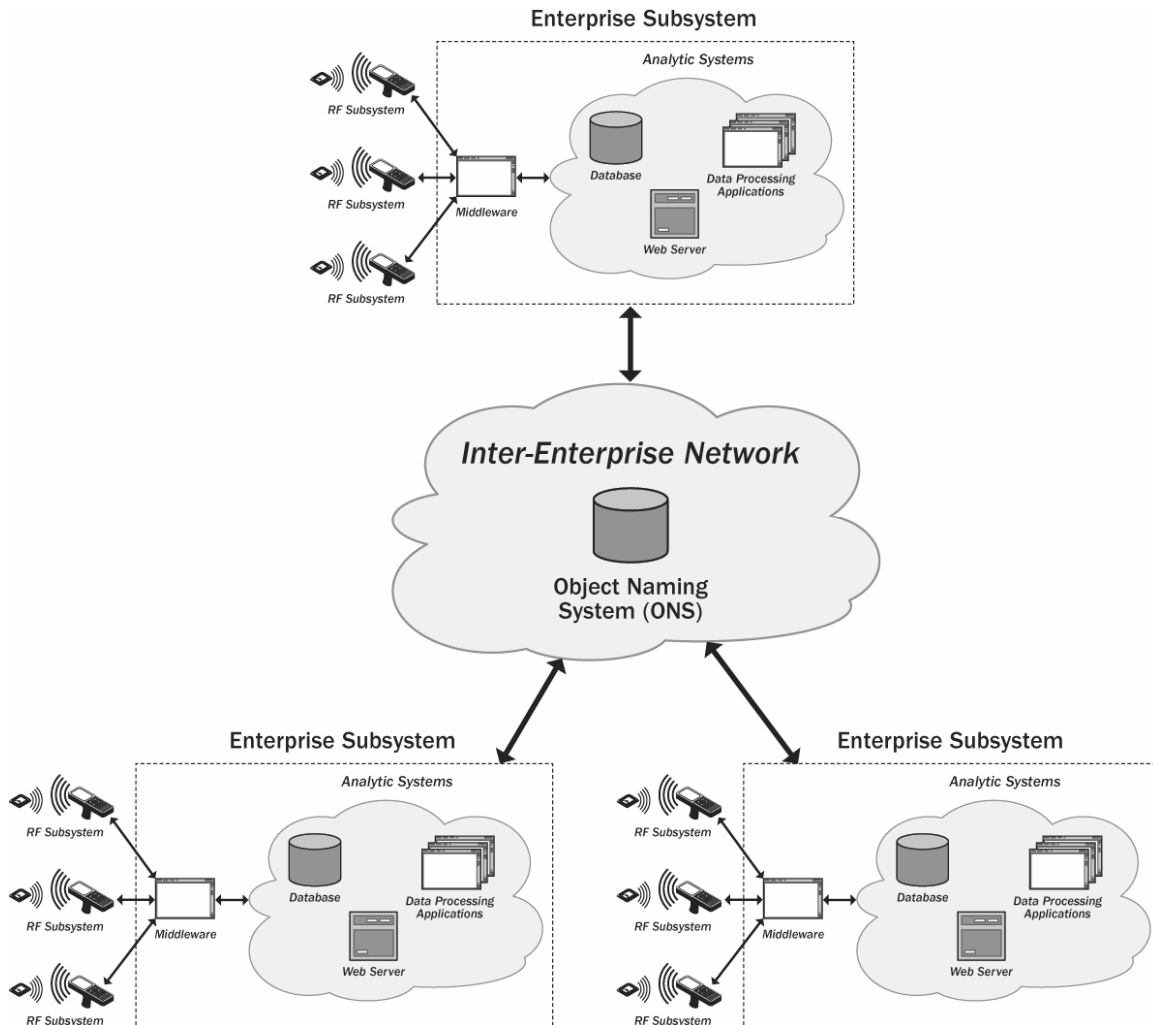 Enterprise Subsystem
Analytic Systems
RF Subsystem
RF Subsystem
RF Subsystem
Middleware
Database
Data Processing
Applications
Web Server
Inter-Enterprise Network
Object Naming
System (ONS)
Enterprise Subsystem
Analytic Systems
RF Subsystem
RF Subsystem
RF Subsystem
Middleware
Database
Data Processing
Applications
Web Server
Enterprise Subsystem
Analytic Systems
RF Subsystem
RF Subsystem
RF Subsystem
Middleware
Database
Data Processing
Applications
Web Server